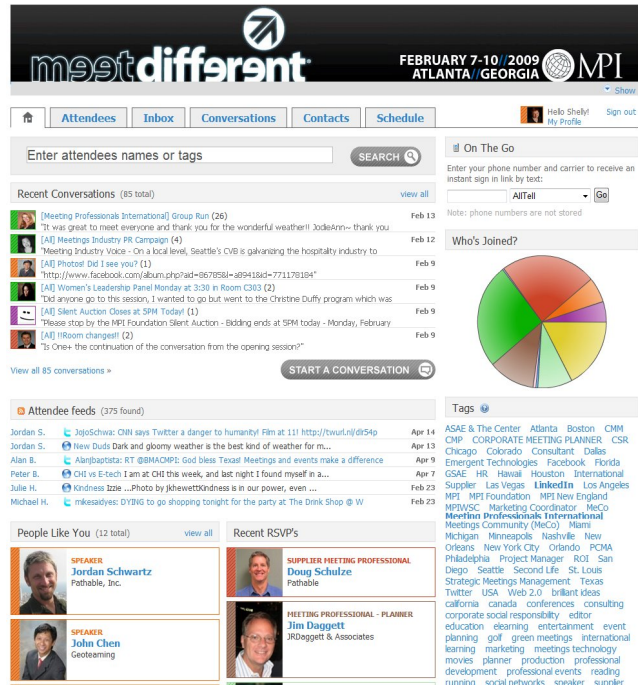 meetdifferent
FEBRUARY 7-10//2009
ATLANTA//GEORGIA
MPI
Show
Attendees
Inbox
Conversations
Contacts
Schedule
Hello Shelly!
Sign out
My Profile
Enter attendees names or tags
SEARCH
Recent Conversations (85 total)
view all
[Meeting Professionals International] Group Run (26)
Feb 13
"It was great to meet everyone and thank you for the wonderful weather!! JodieAnn~ thank you
[All] Meetings Industry PR Campaign (4)
Feb 12
"Meeting Industry Voice - On a local level, Seattle's CVB is galvanizing the hospitality industry to
[All] Photos! Did I see you? (1)
Feb 9
"http://www.facebook.com/album.php?aid=86785&l=a8941&id=771178184"
[All] Women's Leadership Panel Monday at 3:30 in Room C303 (2)
Feb 9
"Did anyone go to this session, I wanted to go but went to the Christine Duffy program which was
[All] Silent Auction Closes at 5PM Today! (1)
Feb 9
"Please stop by the MPI Foundation Silent Auction - Bidding ends at 5PM today - Monday, February
[All] !!Room changes!! (2)
Feb 9
"Is One+ the continuation of the conversation from the opening session?"
View all 85 conversations »
START A CONVERSATION
Attendee feeds (375 found)
Jordan S. JojoSchwa: CNN says Twitter a danger to humanity! Film at 11! http://twurl.nl/dlt54p Apr 14
Jordan S. New Duds Dark and gloomy weather is the best kind of weather for m... Apr 13
Alan B. Alanjbaptista: RT @BMACMPI: God bless Texas! Meetings and events make a difference Apr 9
Peter B. CHI vs E-tech I am at CHI this week, and last night I found myself in a... Apr 7
Julie H. Kindness Izzie ...Photo by jkhewettKindness is in our power, even ... Feb 23
Michael H. mikesaidyes: DYING to go shopping tonight for the party at The Drink Shop @ W Feb 23
People Like You (12 total)
view all
SPEAKER
Jordan Schwartz
Pathable, Inc.
SPEAKER
John Chen
Geoteaming
Recent RSVP's
SUPPLIER MEETING PROFESSIONAL
Doug Schulze
Pathable
MEETING PROFESSIONAL - PLANNER
Jim Daggett
JRDaggett & Associates
On The Go
Enter your phone number and carrier to receive an
instant sign in link by text:
AllTell
Go
Note: phone numbers are not stored
Who's Joined?
Tags
ASAE & The Center Atlanta Boston CMM
CMP CORPORATE MEETING PLANNER CSR
Chicago Colorado Consultant Dallas
Emergent Technologies Facebook Florida
GSAE HR Hawaii Houston International
Supplier Las Vegas LinkedIn Los Angeles
MPI MPI Foundation MPI New England
MPIWSC Marketing Coordinator MeCo
Meeting Professionals International
Meetings Community (MeCo) Miami
Michigan Minneapolis Nashville New
Orleans New York City Orlando PCMA
Philadelphia Project Manager ROI San
Diego Seattle Second Life St. Louis
Strategic Meetings Management Texas
Twitter USA Web 2.0 brilliant ideas
california canada conferences consulting
corporate social responsibility editor
education elearning entertainment event
planning golf green meetings international
learning marketing meetings technology
movies planner production professional
development professional events reading
running social networks speaker supplier